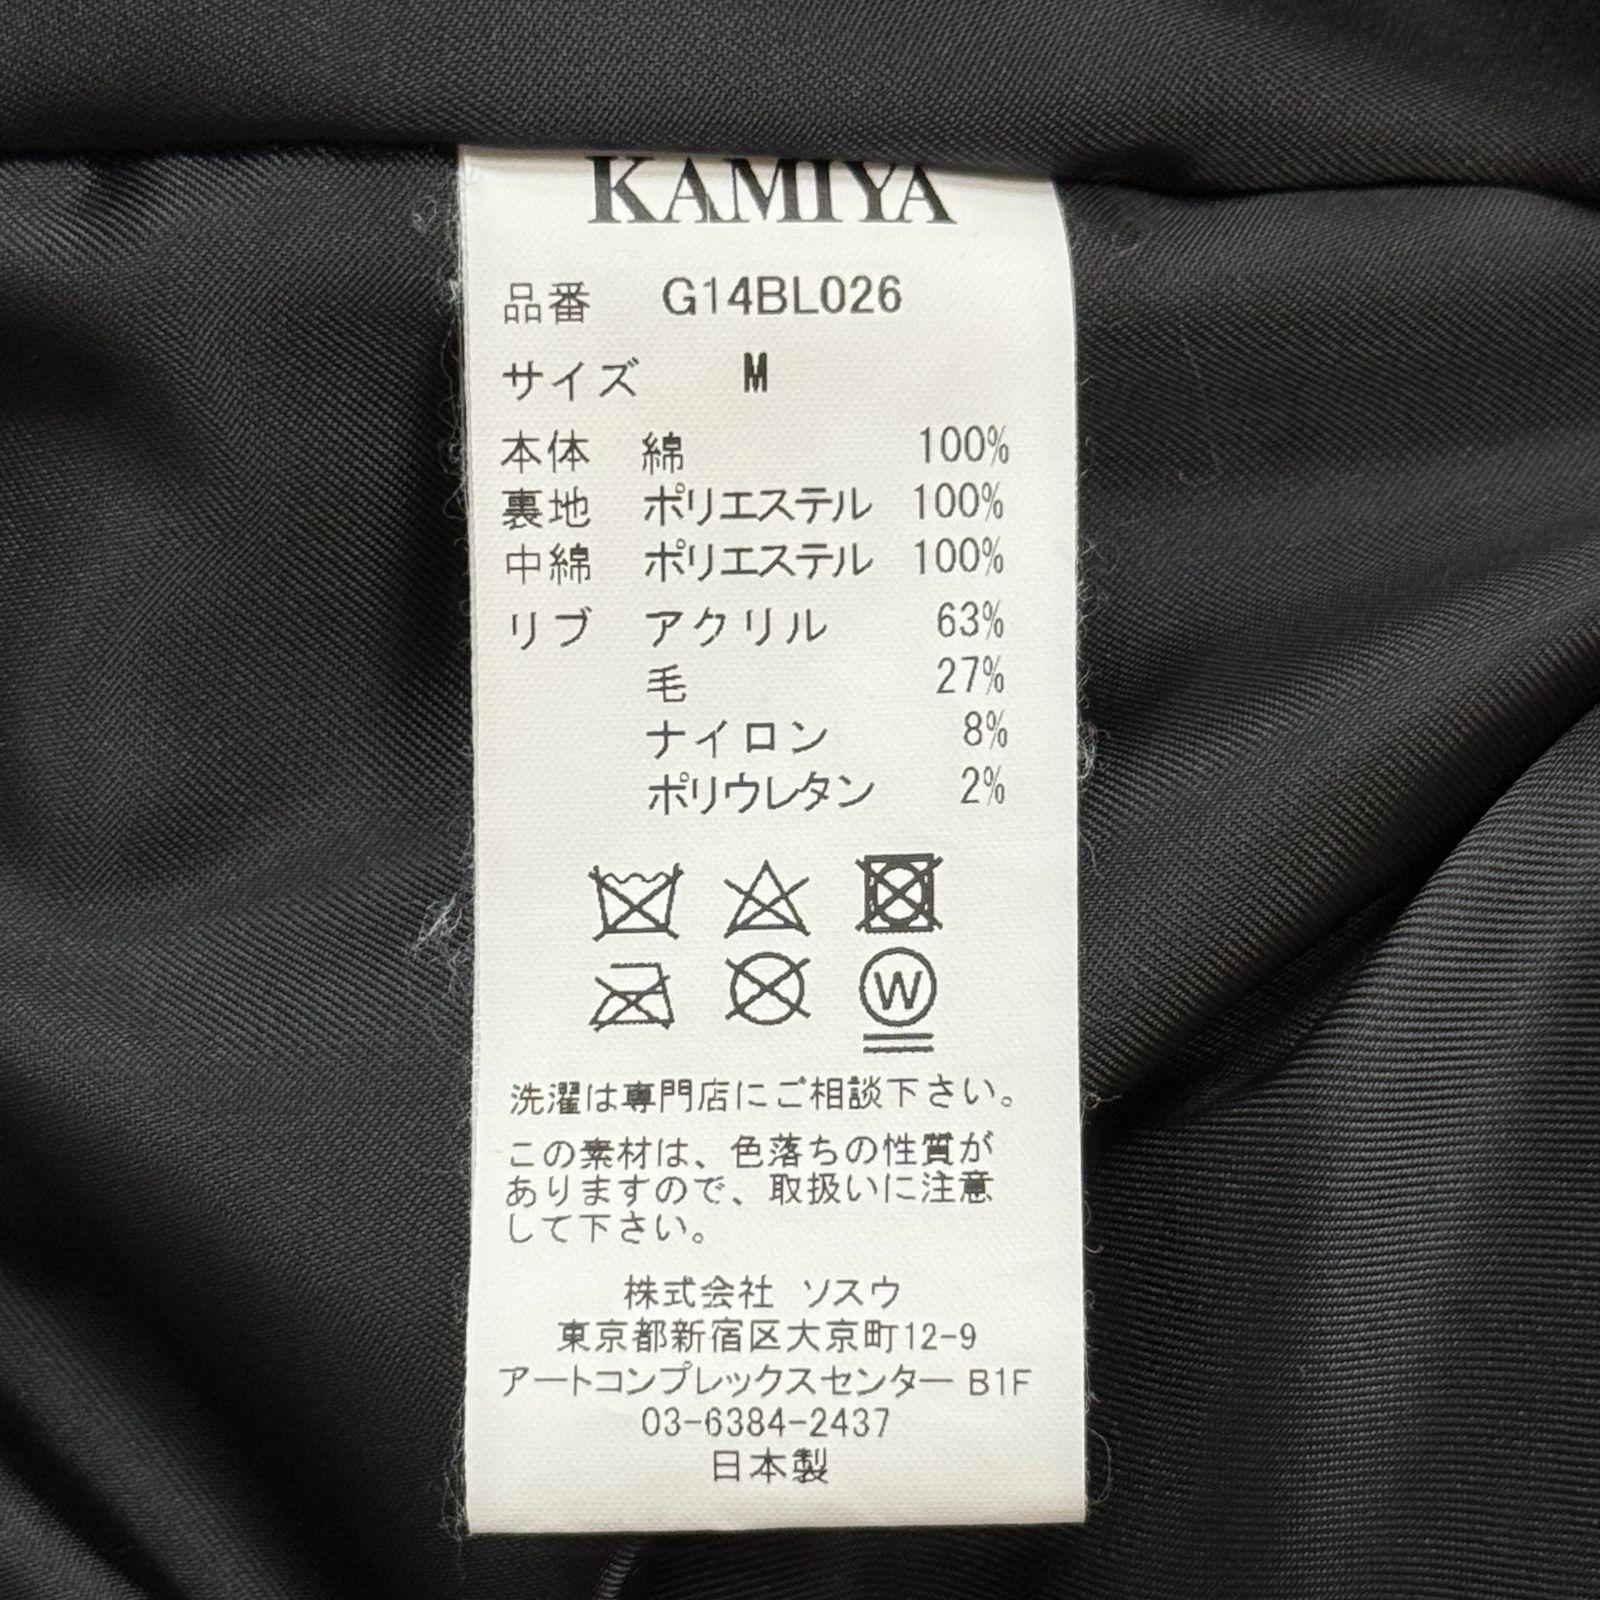 KAMIYA
品番 G14BL026
サイズ M
本体 綿 100%
裏地 ポリエステル 100%
中綿 ポリエステル 100%
リブ アクリル 63%
毛 27%
ナイロン 8%
ポリウレタン 2%
W
洗濯は専門店にご相談下さい。
この素材は、色落ちの性質が
ありますので、取扱いに注意
して下さい。
株式会社 ソスウ
東京都新宿区大京町12-9
アートコンプレックスセンター B1F
03-6384-2437
日本製